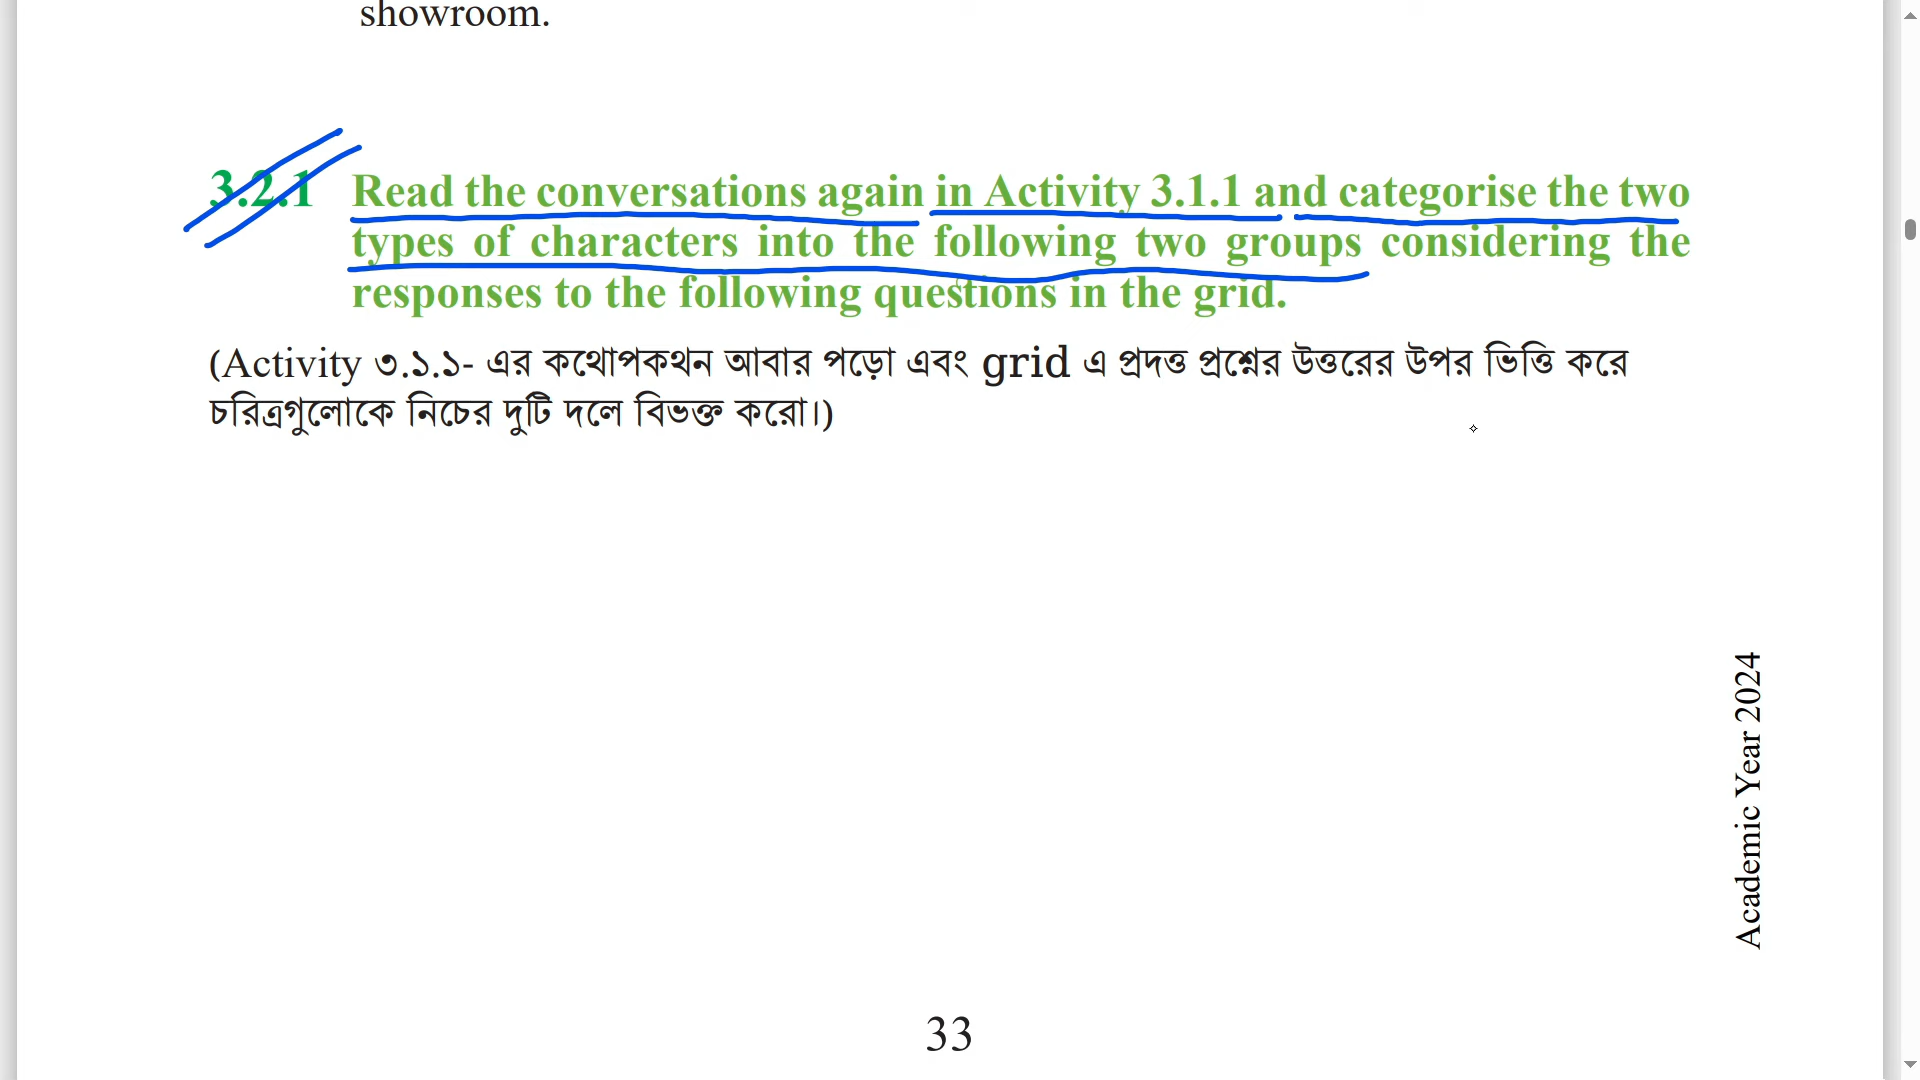 showroom.
3.2.1 Read the conversations again in Activity 3.1.1 and categorise the two
types of characters into the following two groups considering the
responses to the following questions in the grid.
(Activity ৩.১.১- এর কথোপকথন আবার পড়ো এবং grid এ প্রদত্ত প্রশ্নের উত্তরের উপর ভিত্তি করে
চরিত্রগুলোকে নিচের দুটি দলে বিভক্ত করো।)
Academic Year 2024
33